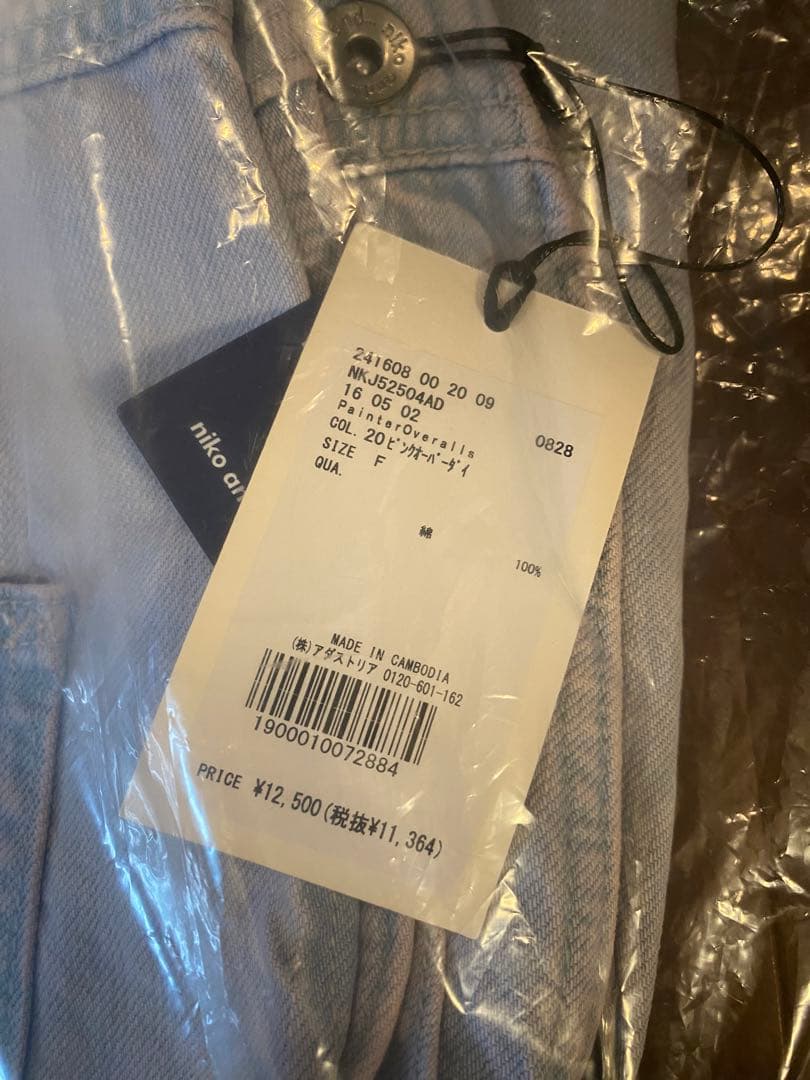 niko
niko an
241608 00 20 09
NKJ52504AD 0828
16 05 02
PainterOveralls
COL. 20ピンクオーバーダイ
SIZE F
QUA.
綿
100%
MADE IN CAMBODIA
(株)アダストリア 0120-601-162
1900010072884
PRICE ¥12,500(税抜¥11,364)